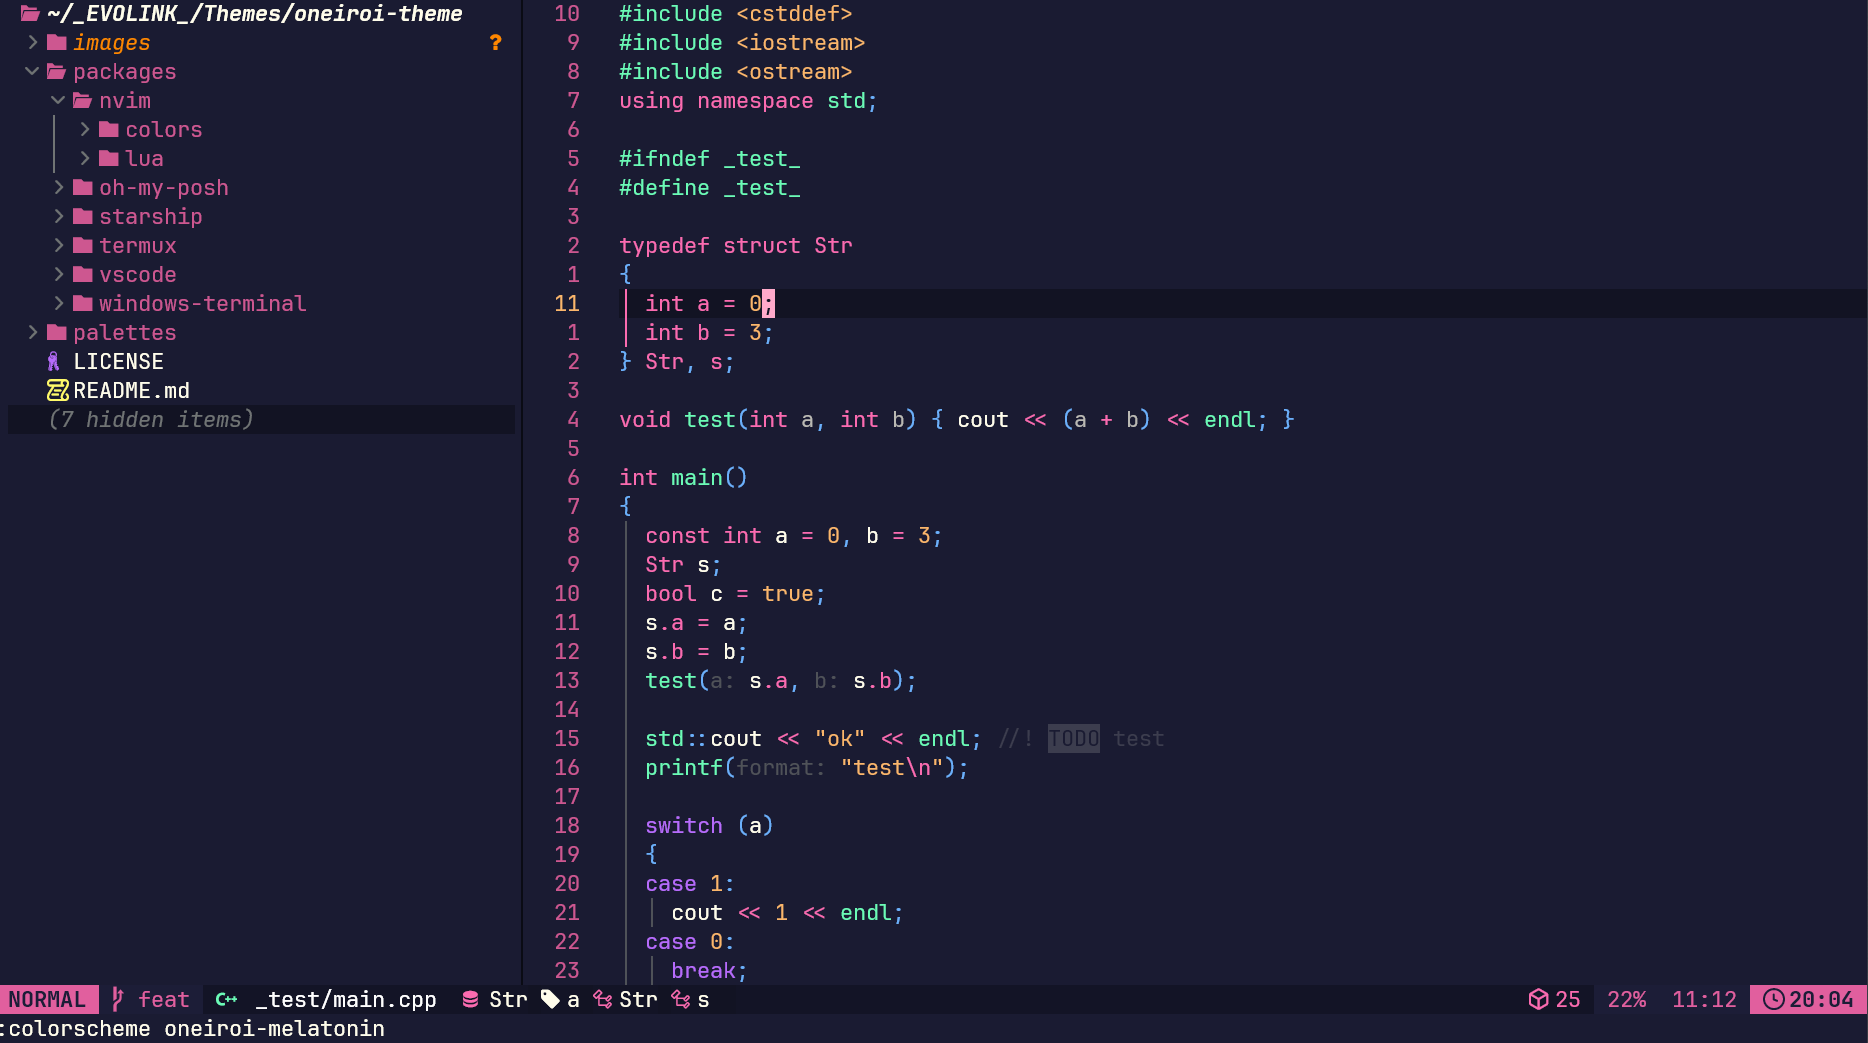 ~/_EVOLINK_/Themes/oneiroi-theme
images ?
packages
nvim
colors
lua
oh-my-posh
starship
termux
vscode
windows-terminal
palettes
LICENSE
README.md
(7 hidden items)
10 #include <cstddef>
9 #include <iostream>
8 #include <ostream>
7 using namespace std;
6
5 #ifndef _test_
4 #define _test_
3
2 typedef struct Str
1 {
11 int a = 0;
1 int b = 3;
2 } Str, s;
3
4 void test(int a, int b) { cout << (a + b) << endl; }
5
6 int main()
7 {
8 const int a = 0, b = 3;
9 Str s;
10 bool c = true;
11 s.a = a;
12 s.b = b;
13 test(a: s.a, b: s.b);
14
15 std::cout << "ok" << endl; //! TODO test
16 printf(format: "test\n");
17
18 switch (a)
19 {
20 case 1:
21 cout << 1 << endl;
22 case 0:
23 break;
NORMAL feat C++ _test/main.cpp Str a Str s 25 22% 11:12 20:04
:colorscheme oneiroi-melatonin